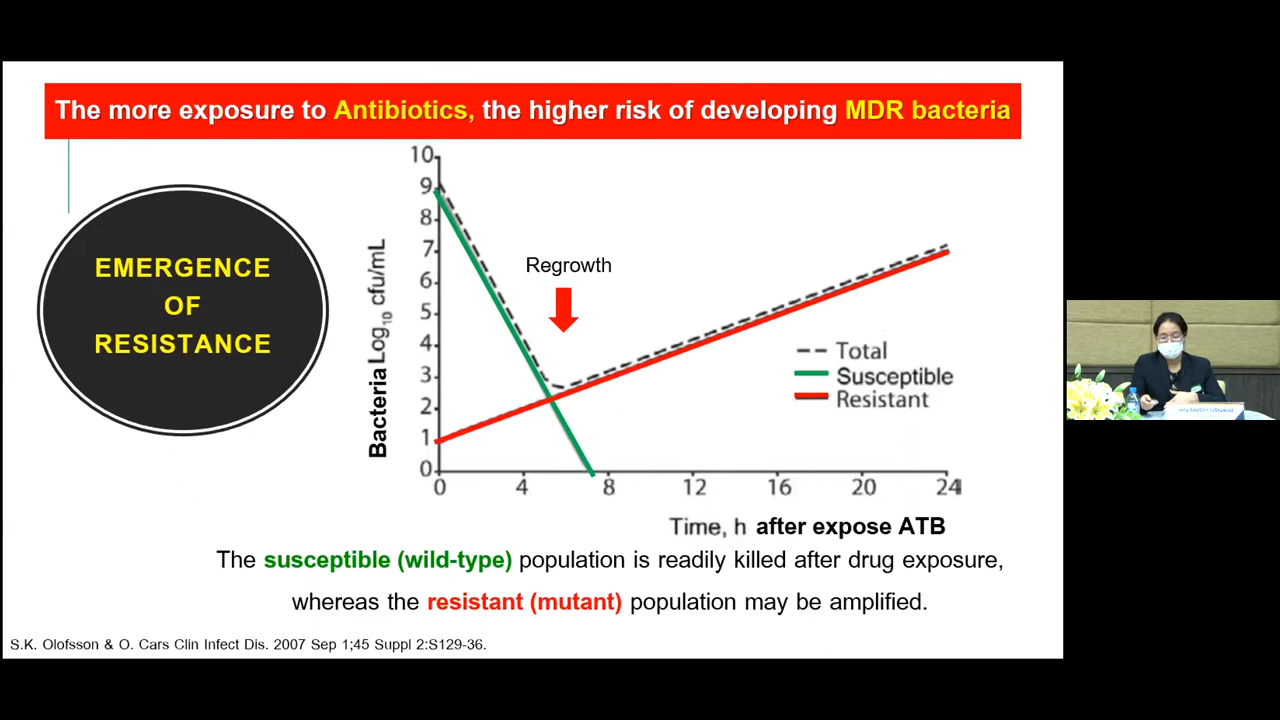 The more exposure to Antibiotics, the higher risk of developing MDR bacteria
EMERGENCE
OF
RESISTANCE
Bacteria Log10 cfu/mL
10
9
8
7
6
5
4
3
2
1
0
Regrowth
Total
Susceptible
Resistant
0 4 8 12 16 20 24
Time, h after expose ATB
The susceptible (wild-type) population is readily killed after drug exposure,
whereas the resistant (mutant) population may be amplified.
S.K. Olofsson & O. Cars Clin Infect Dis. 2007 Sep 1;45 Suppl 2:S129-36.